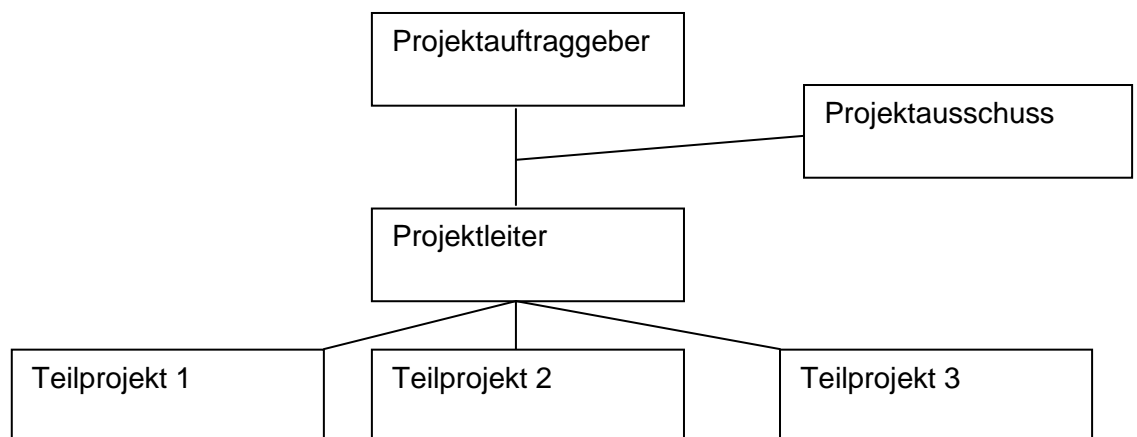 Projektauftraggeber
Projektausschuss
Projektleiter
Teilprojekt 1
Teilprojekt 2
Teilprojekt 3